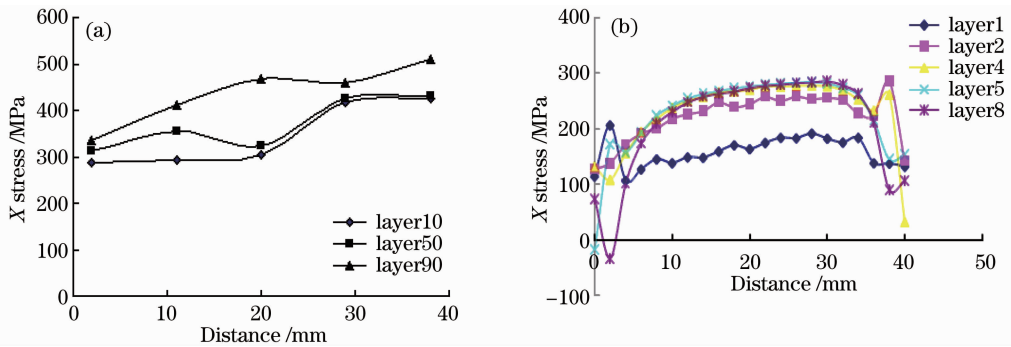 (a)
X stress /MPa
600
500
400
300
200
100
0
0 10 20 30 40
Distance /mm
layer10
layer50
layer90
(b)
X stress /MPa
400
300
200
100
0
−100
0 10 20 30 40 50
Distance /mm
layer1
layer2
layer4
layer5
layer8